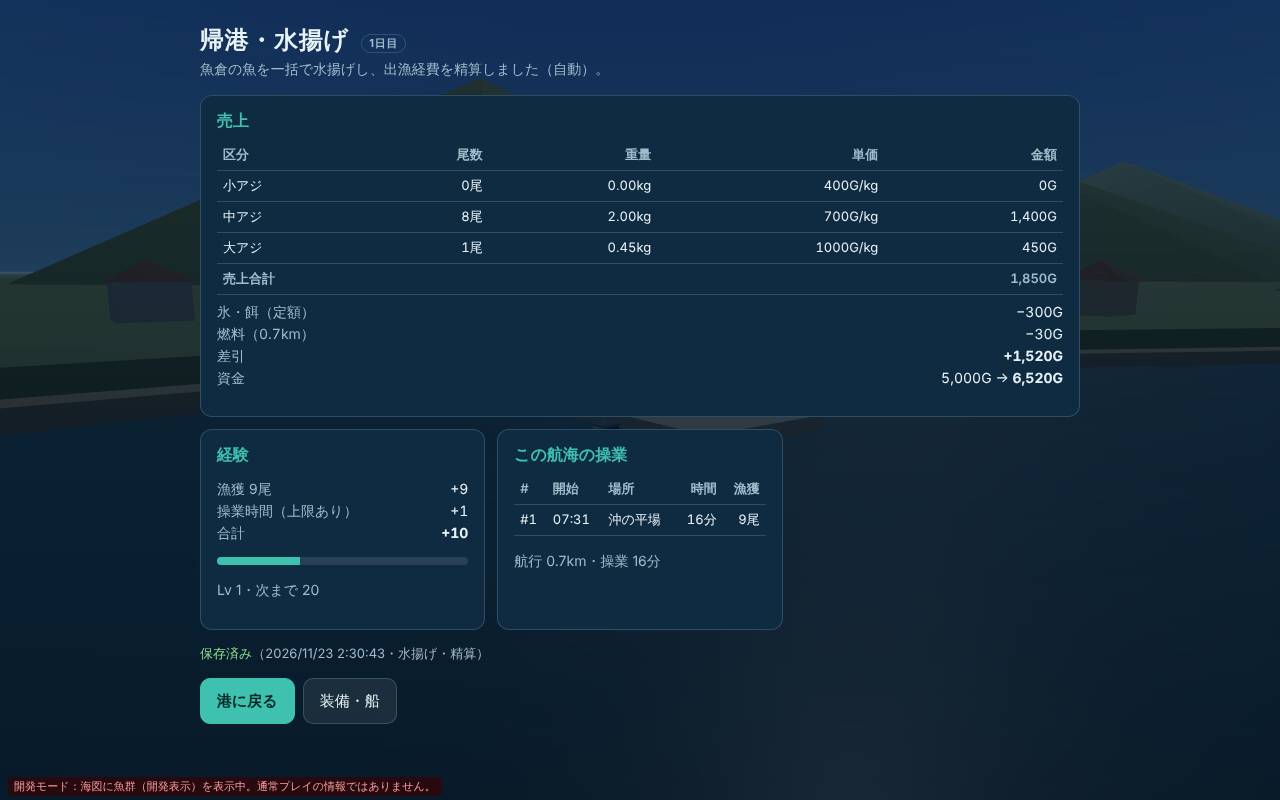 帰港・水揚げ 1日目
魚倉の魚を一括で水揚げし、出漁経費を精算しました（自動）。
売上
区分 尾数 重量 単価 金額
小アジ 0尾 0.00kg 400G/kg 0G
中アジ 8尾 2.00kg 700G/kg 1,400G
大アジ 1尾 0.45kg 1000G/kg 450G
売上合計 1,850G
氷・餌（定額） −300G
燃料（0.7km） −30G
差引 +1,520G
資金 5,000G → 6,520G
経験
漁獲 9尾 +9
操業時間（上限あり） +1
合計 +10
Lv 1・次まで 20
この航海の操業
# 開始 場所 時間 漁獲
#1 07:31 沖の平場 16分 9尾
航行 0.7km・操業 16分
保存済み（2026/11/23 2:30:43・水揚げ・精算）
港に戻る 装備・船
開発モード：海図に魚群（開発表示）を表示中。通常プレイの情報ではありません。